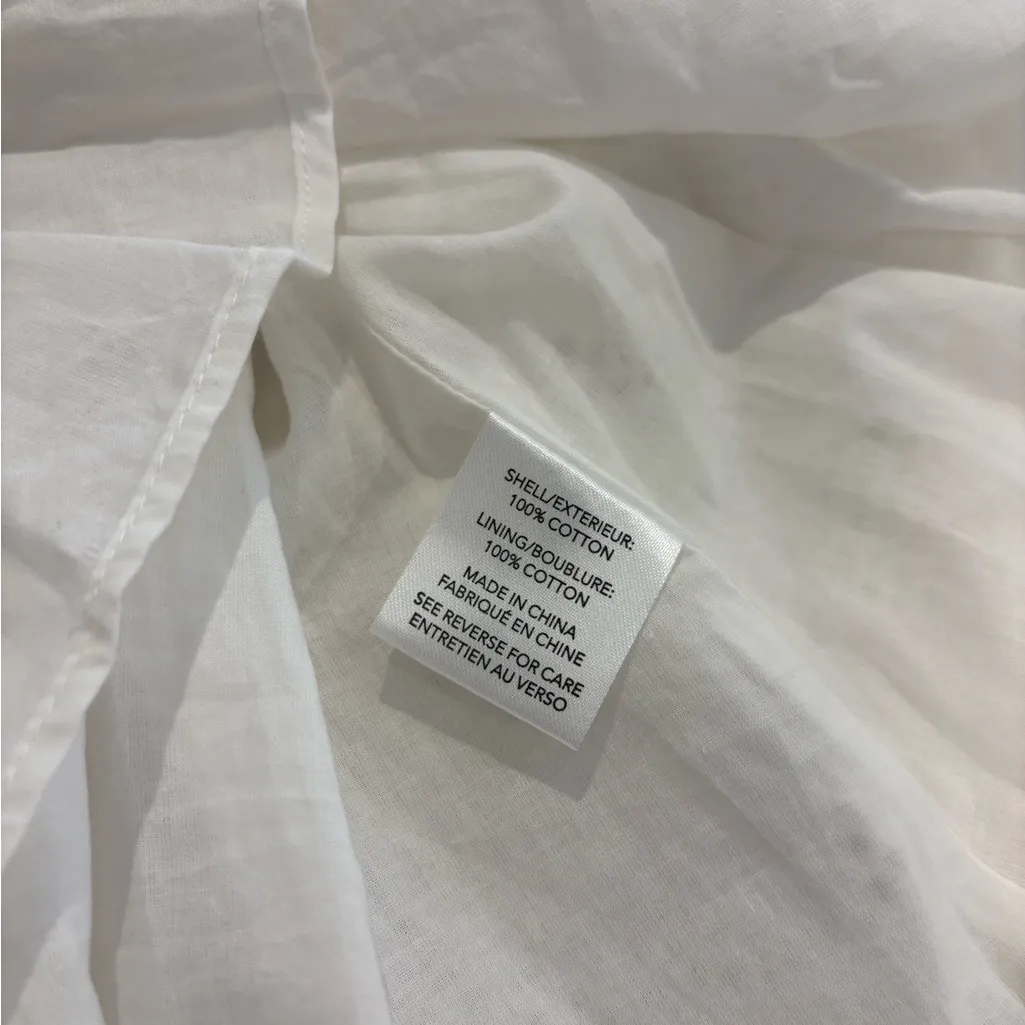 SHELL/EXTERIEUR:
100% COTTON
LINING/BOUBLURE:
100% COTTON
MADE IN CHINA
FABRIQUÉ EN CHINE
SEE REVERSE FOR CARE
ENTRETIEN AU VERSO